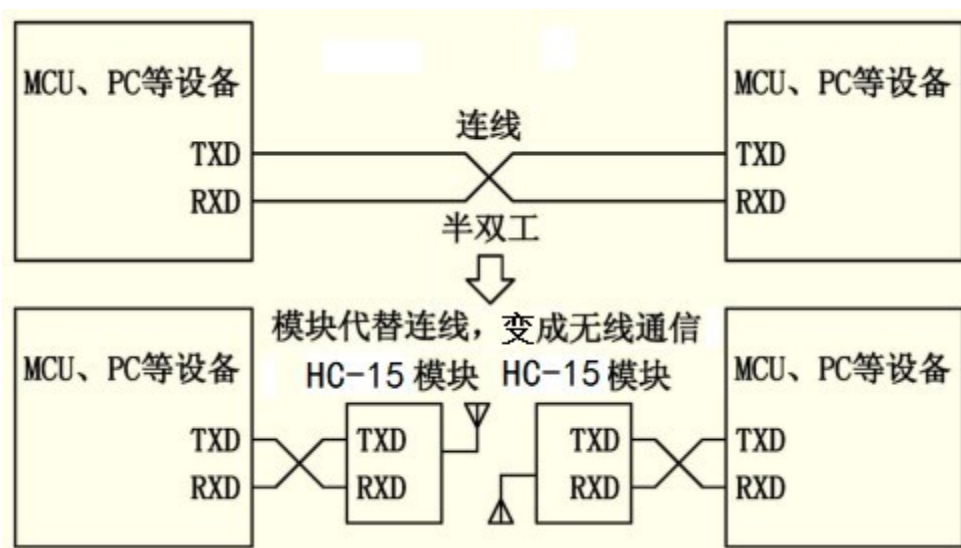 MCU、PC等设备
MCU、PC等设备
连线
TXD
TXD
RXD
RXD
半双工
模块代替连线，变成无线通信
MCU、PC等设备
HC-15 模块 HC-15 模块
MCU、PC等设备
TXD
TXD
TXD
TXD
RXD
RXD
RXD
RXD